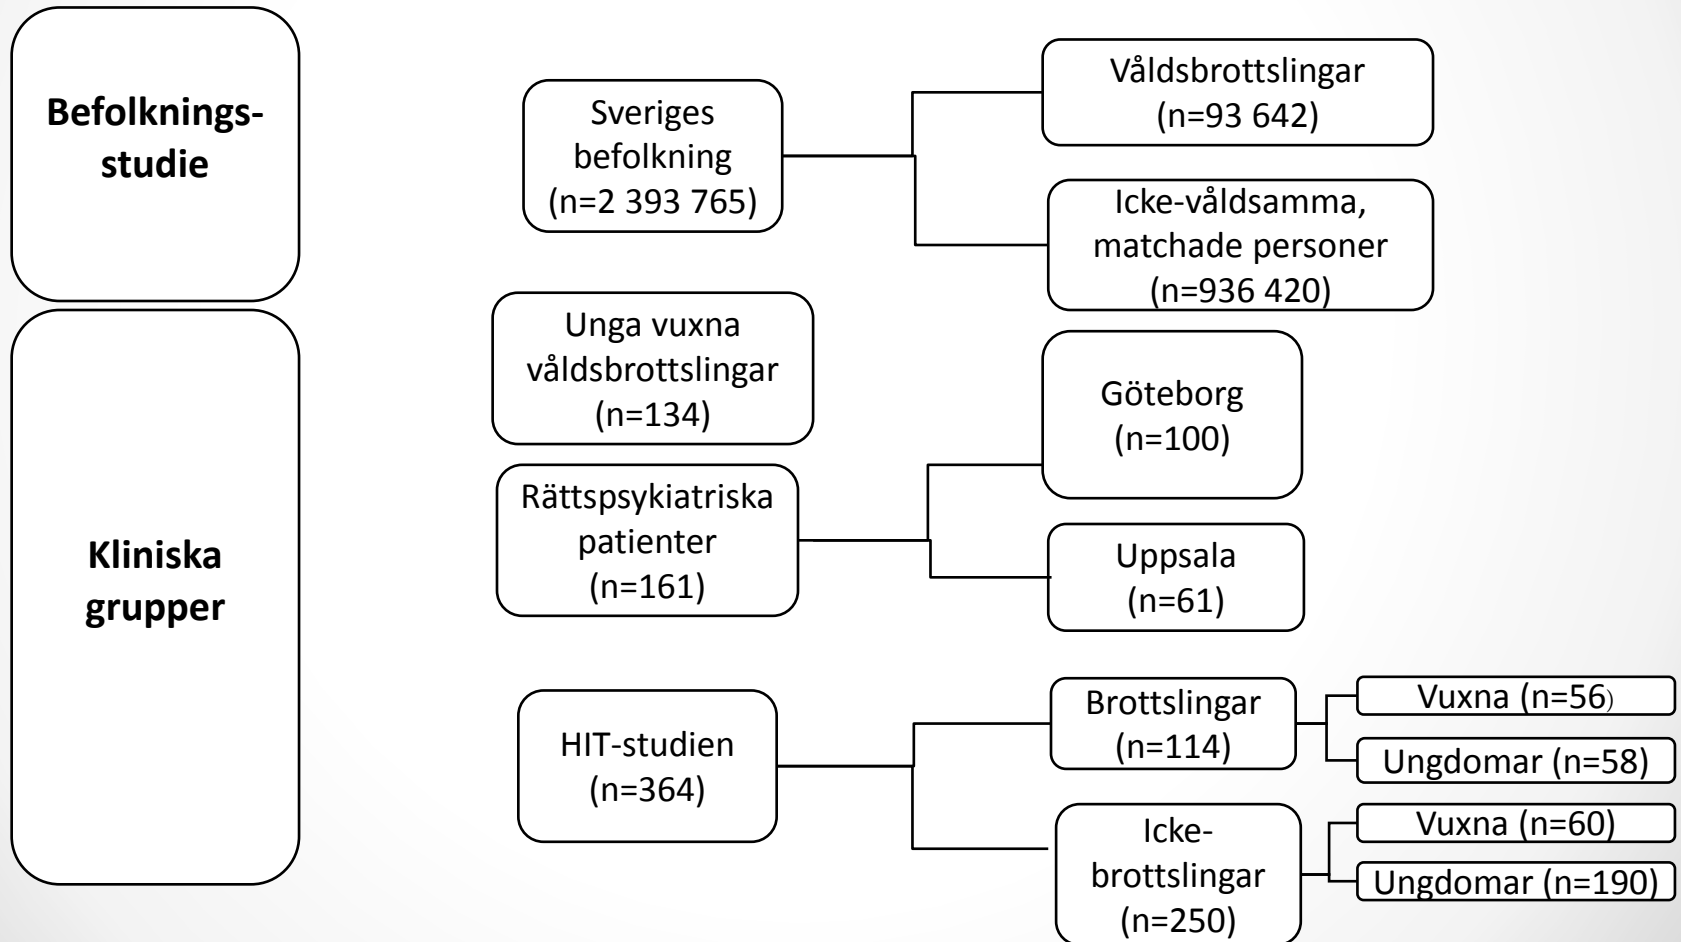 Befolknings-
studie
Sveriges
befolkning
(n=2 393 765)
Våldsbrottslingar
(n=93 642)
Icke-våldsamma,
matchade personer
(n=936 420)
Kliniska
grupper
Unga vuxna
våldsbrottslingar
(n=134)
Rättspsykiatriska
patienter
(n=161)
Göteborg
(n=100)
Uppsala
(n=61)
HIT-studien
(n=364)
Brottslingar
(n=114)
Vuxna (n=56)
Ungdomar (n=58)
Icke-
brottslingar
(n=250)
Vuxna (n=60)
Ungdomar (n=190)